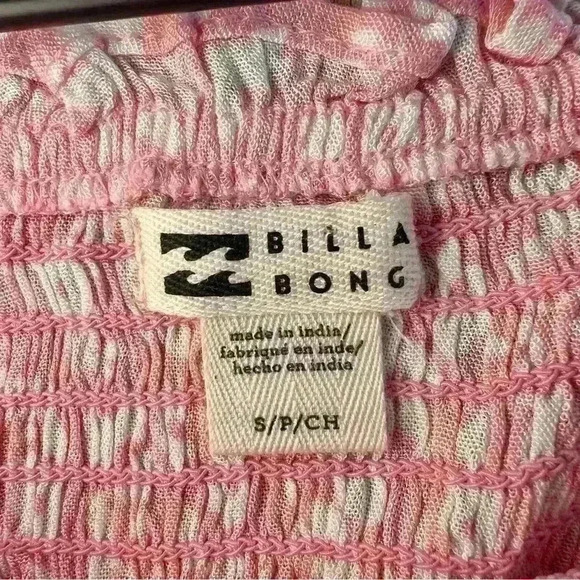 BILLA
BONG
made in india/
fabriqué en inde/
hecho en india
S/P/CH